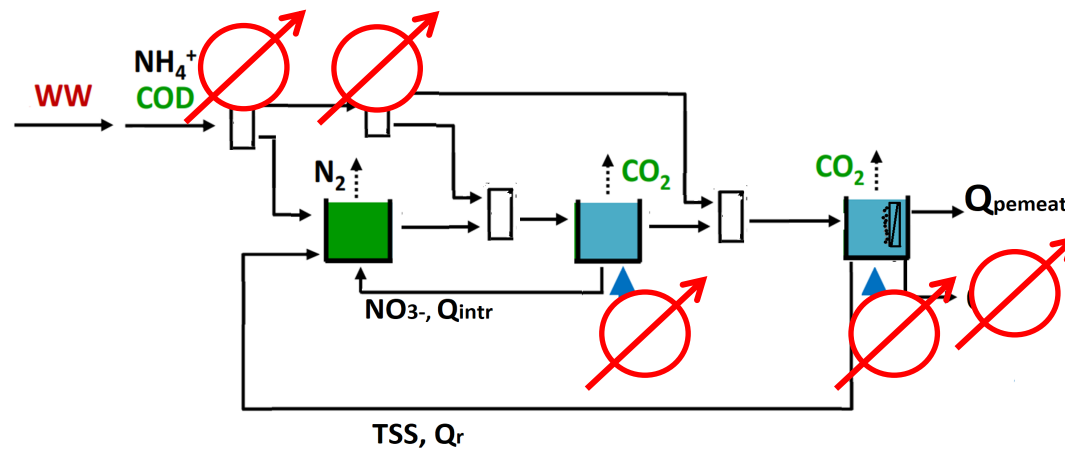 NH₄⁺
WW
COD
N₂
CO₂
CO₂
Qpemeat
NO3-, Qintr
TSS, Qr